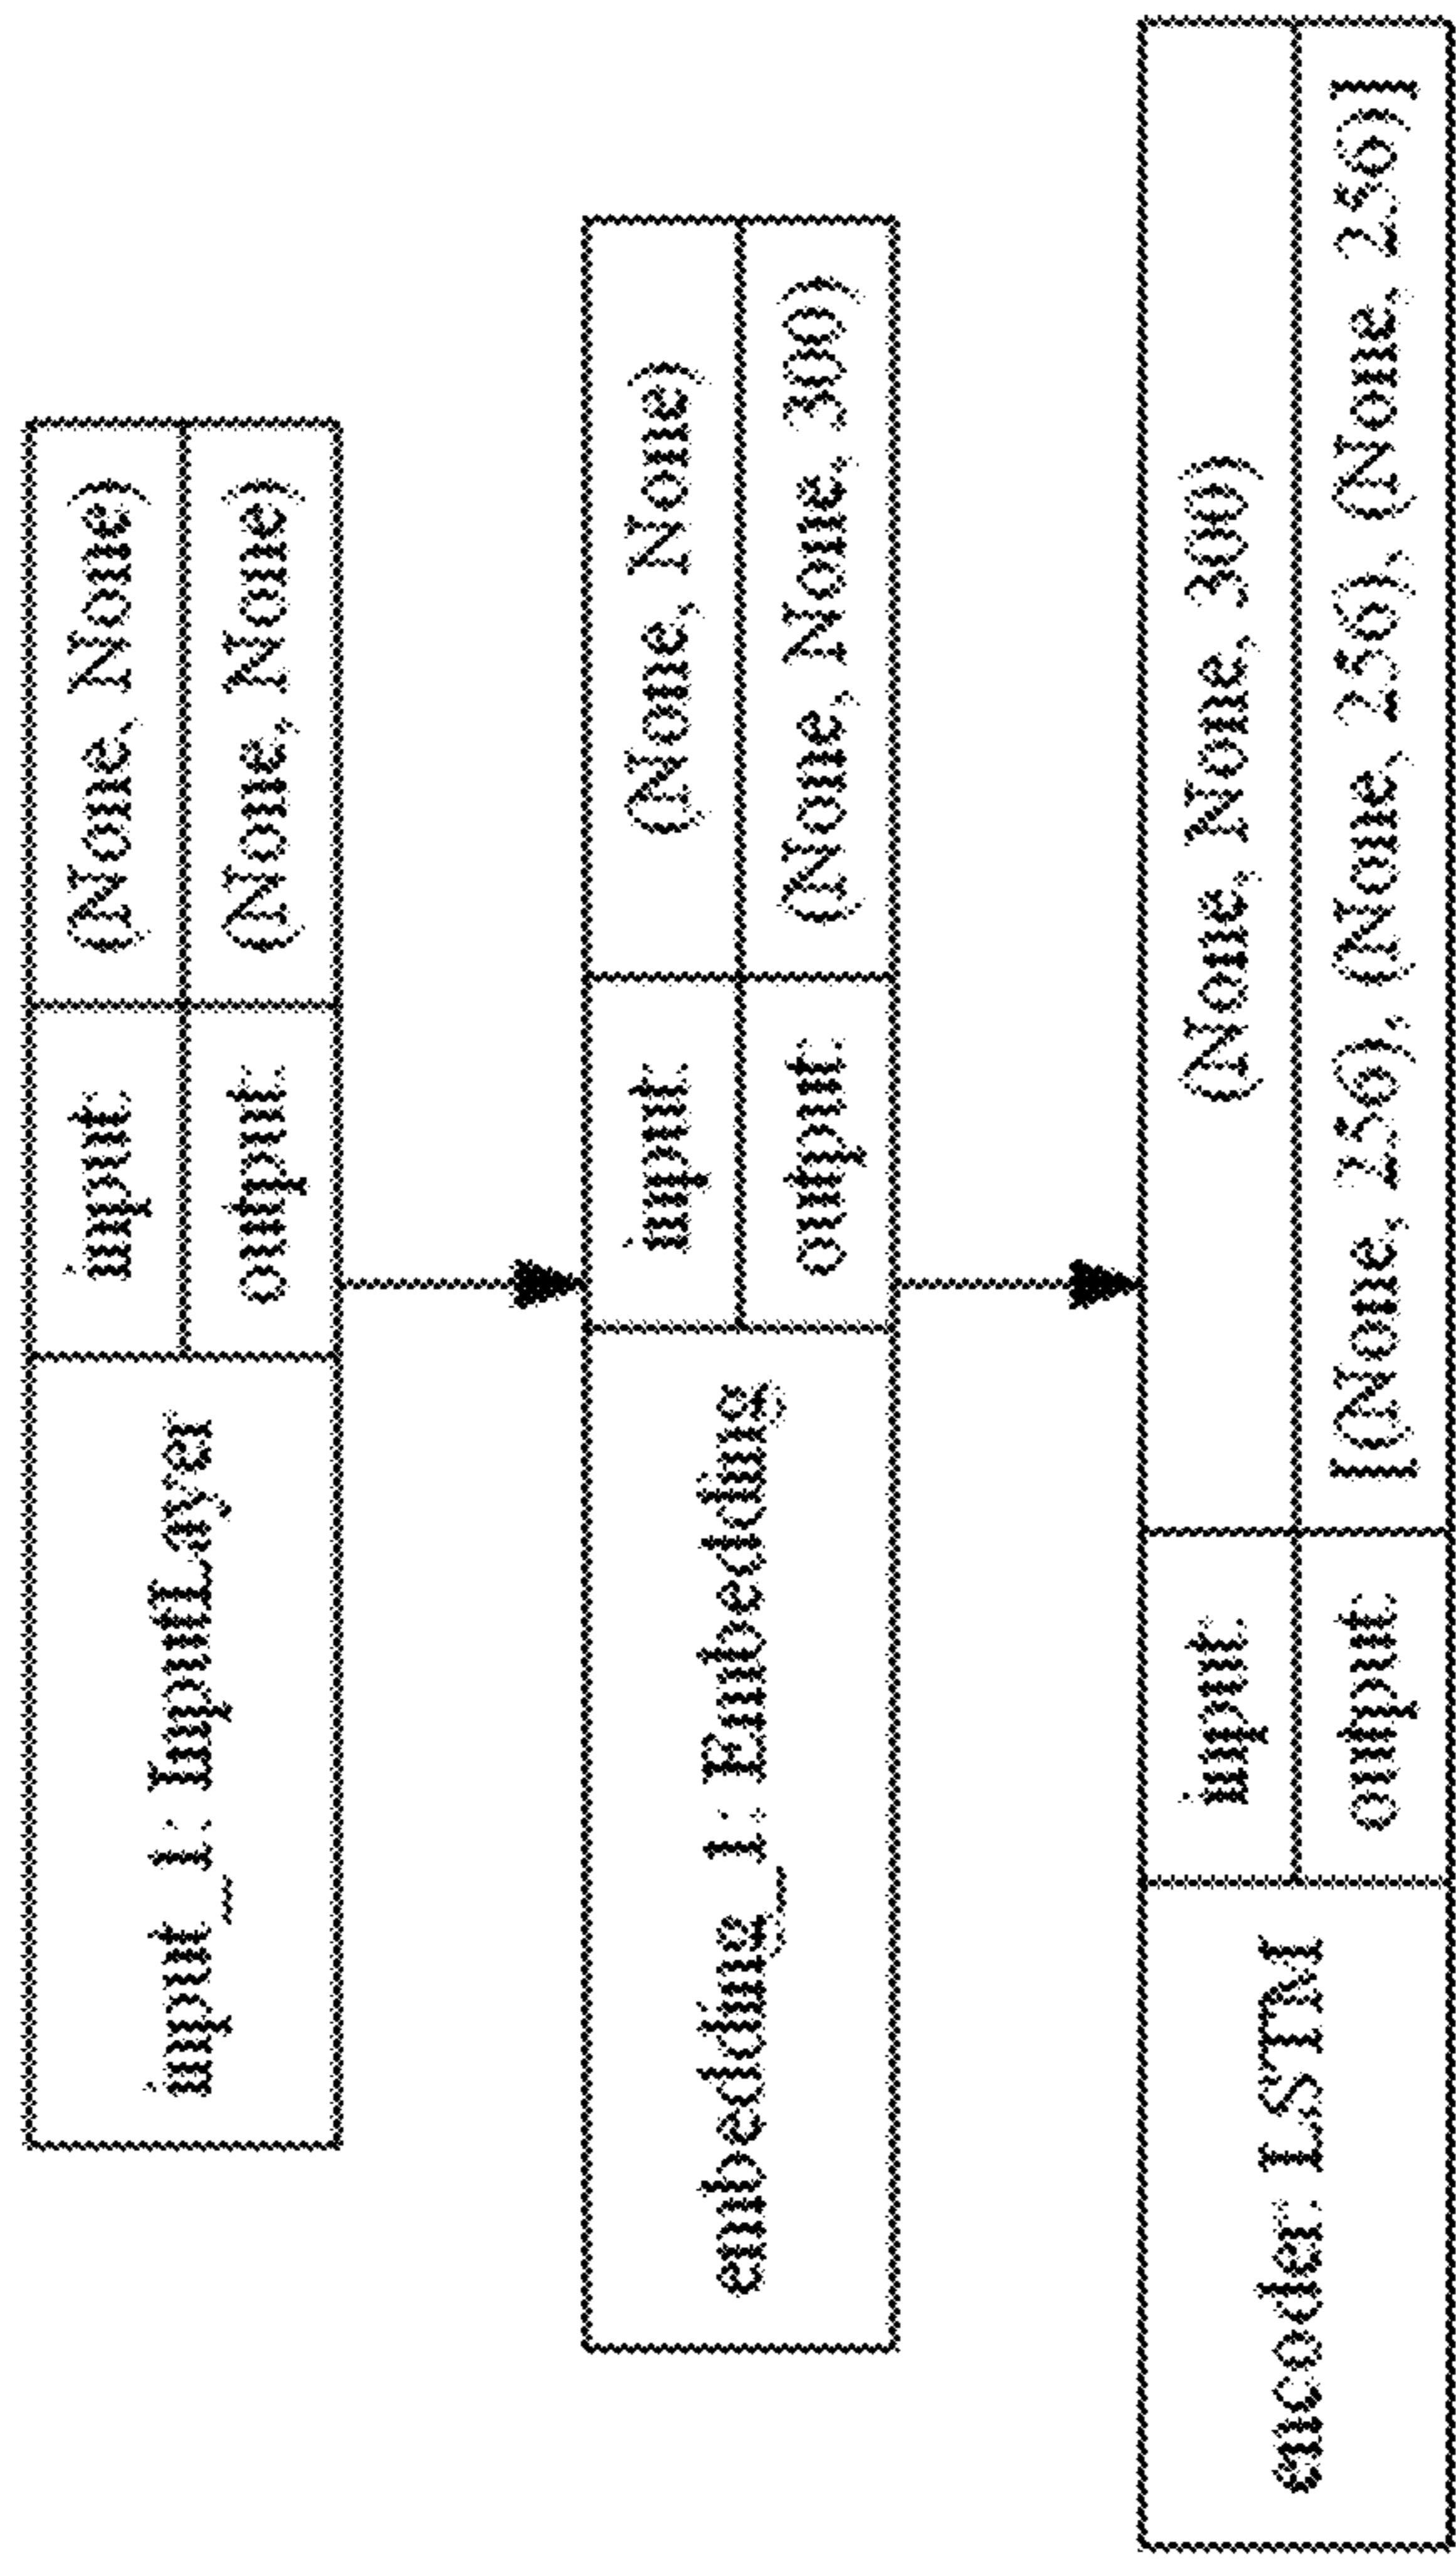 input_1: InputLayer
input:
(None, None)
output:
(None, None)
embedding_1: Embedding
input:
(None, None)
output:
(None, None, 300)
encoder: LSTM
input:
(None, None, 300)
output:
[(None, 256), (None, 256), (None, 256)]